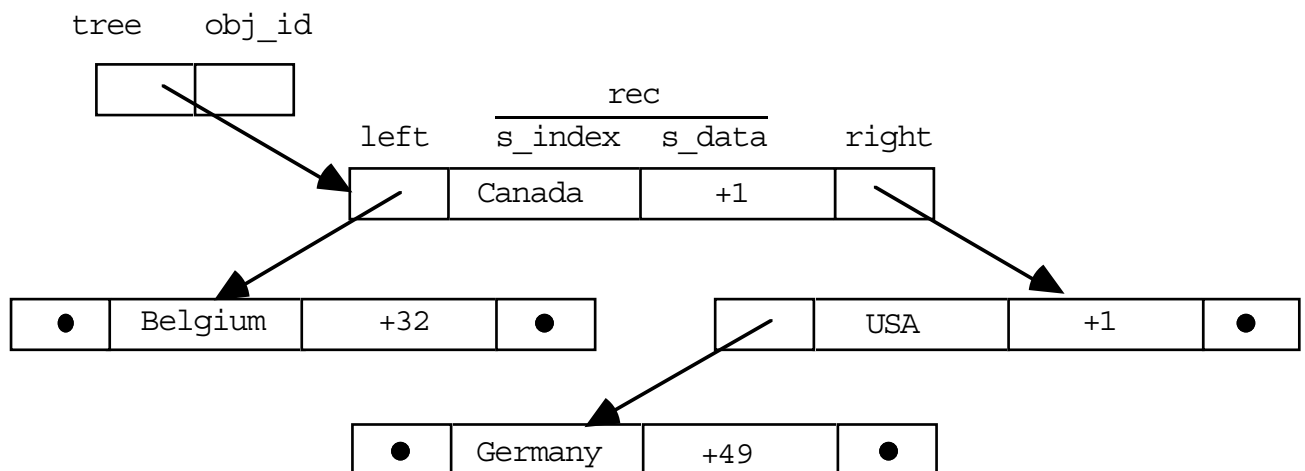 tree obj_id
rec
left s_index s_data right
Canada +1
Belgium +32 USA +1
Germany +49